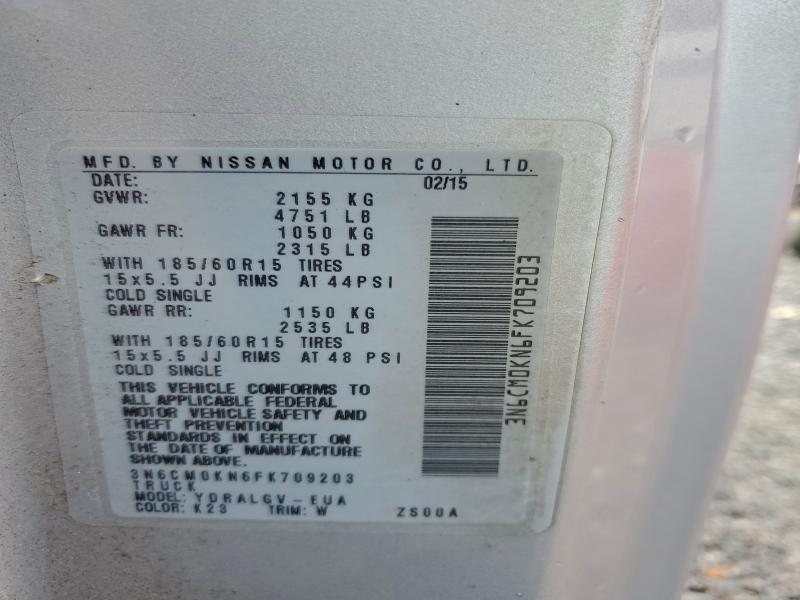 MFD. BY NISSAN MOTOR CO., LTD.
DATE: 02/15
GVWR: 2155 KG
4751 LB
GAWR FR: 1050 KG
2315 LB
WITH 185/60R15 TIRES
15x5.5 JJ RIMS AT 44PSI
COLD SINGLE
GAWR RR: 1150 KG
2535 LB
WITH 185/60R15 TIRES
15x5.5 JJ RIMS AT 48 PSI
COLD SINGLE
THIS VEHICLE CONFORMS TO
ALL APPLICABLE FEDERAL
MOTOR VEHICLE SAFETY AND
THEFT PREVENTION
STANDARDS IN EFFECT ON
THE DATE OF MANUFACTURE
SHOWN ABOVE.
3N6CM0KN6FK709203
TRUCK
MODEL: YDRALGV-EUA
COLOR: K23 TRIM: W ZS00A
3N6CM0KN6FK709203